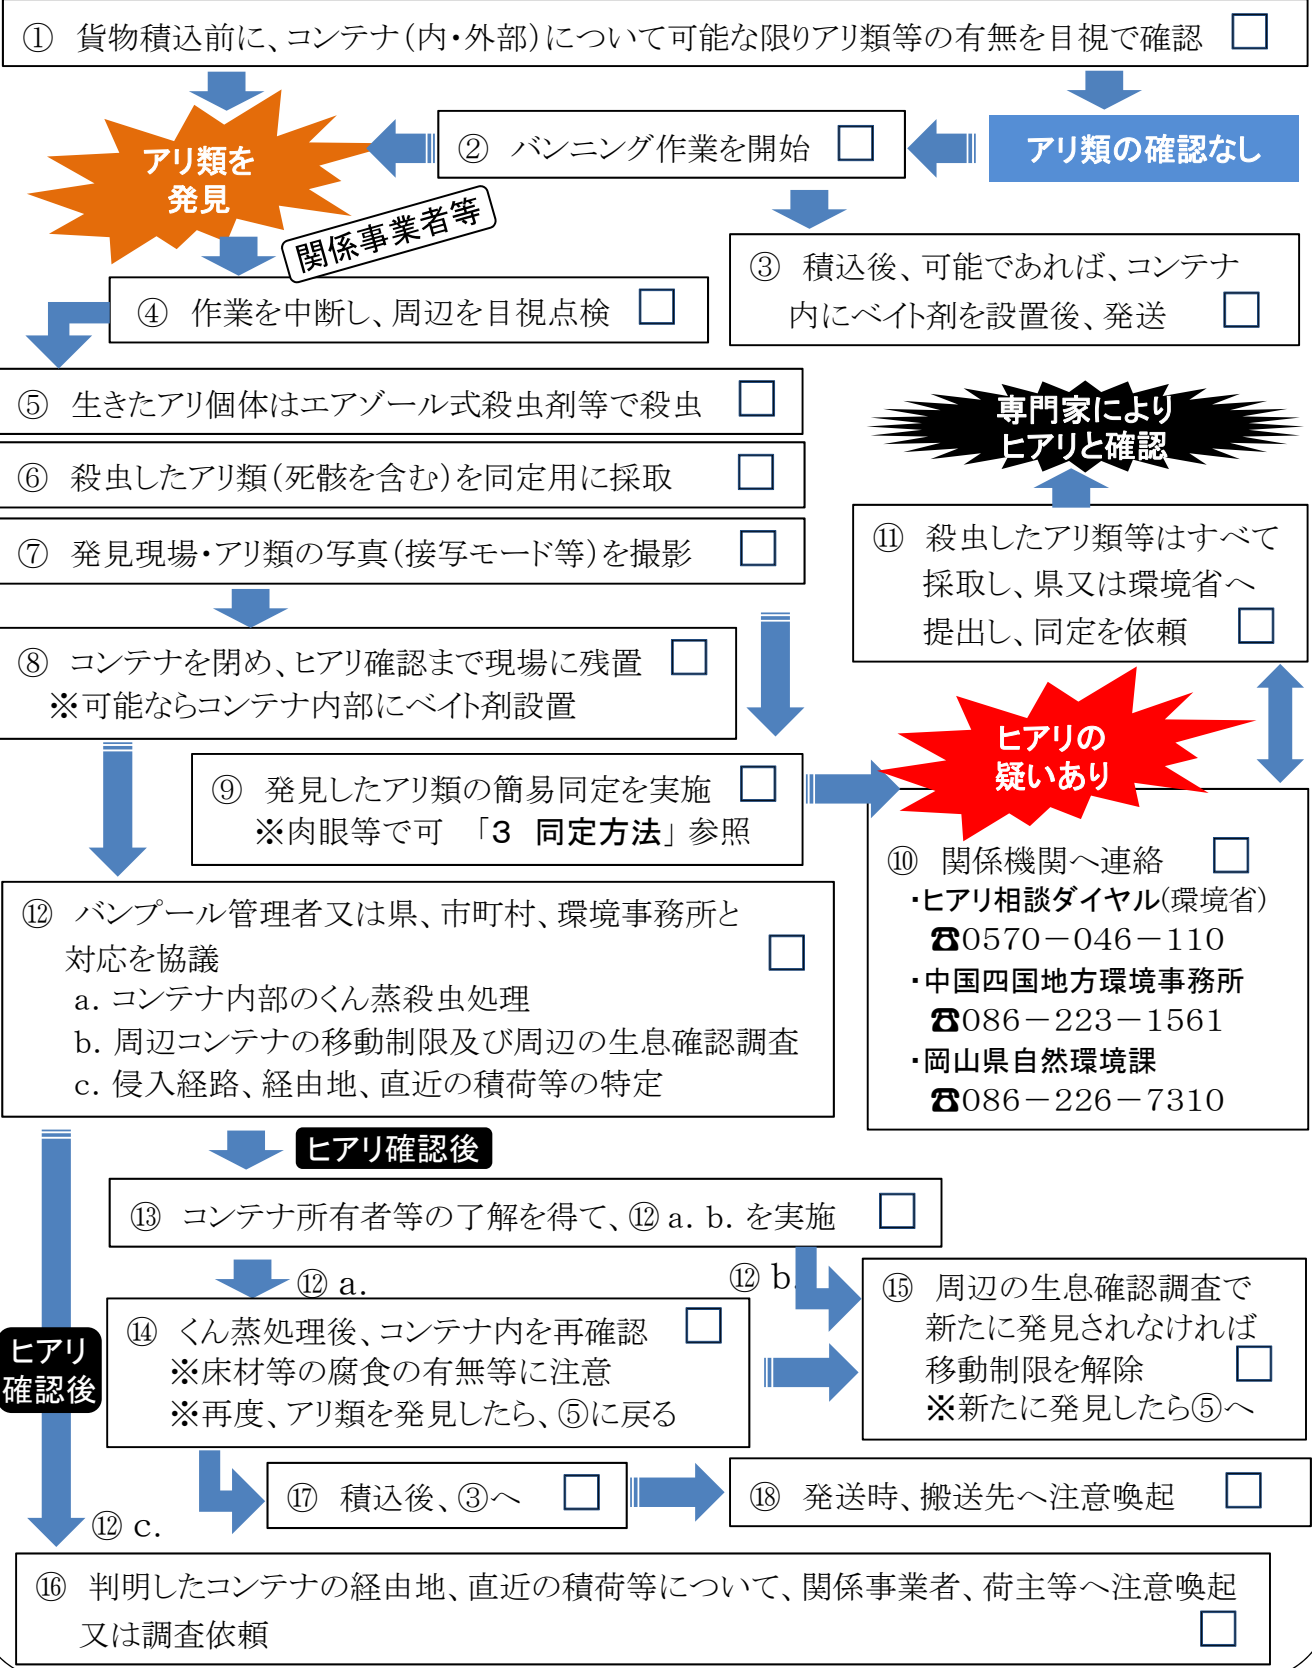 ① 貨物積込前に、コンテナ(内・外部)について可能な限りアリ類等の有無を目視で確認 □
アリ類を
発見
② バンニング作業を開始 □
アリ類の確認なし
関係事業者等
③ 積込後、可能であれば、コンテナ
内にベイト剤を設置後、発送 □
④ 作業を中断し、周辺を目視点検 □
⑤ 生きたアリ個体はエアゾール式殺虫剤等で殺虫 □
⑥ 殺虫したアリ類(死骸を含む)を同定用に採取 □
⑦ 発見現場・アリ類の写真(接写モード等)を撮影 □
専門家により
ヒアリと確認
⑪ 殺虫したアリ類等はすべて
採取し、県又は環境省へ
提出し、同定を依頼 □
⑧ コンテナを閉め、ヒアリ確認まで現場に残置 □
※可能ならコンテナ内部にベイト剤設置
⑨ 発見したアリ類の簡易同定を実施 □
※肉眼等で可 「3 同定方法」参照
ヒアリの
疑いあり
⑩ 関係機関へ連絡 □
・ヒアリ相談ダイヤル(環境省)
☎0570-046-110
・中国四国地方環境事務所
☎086-223-1561
・岡山県自然環境課
☎086-226-7310
⑫ バンプール管理者又は県、市町村、環境事務所と
対応を協議 □
a. コンテナ内部のくん蒸殺虫処理
b. 周辺コンテナの移動制限及び周辺の生息確認調査
c. 侵入経路、経由地、直近の積荷等の特定
ヒアリ確認後
⑬ コンテナ所有者等の了解を得て、⑫ a. b. を実施 □
⑫ a.
⑫ b.
⑭ くん蒸処理後、コンテナ内を再確認 □
※床材等の腐食の有無等に注意
※再度、アリ類を発見したら、⑤に戻る
⑮ 周辺の生息確認調査で
新たに発見されなければ
移動制限を解除 □
※新たに発見したら⑤へ
ヒアリ
確認後
⑰ 積込後、③へ □
⑱ 発送時、搬送先へ注意喚起 □
⑫ c.
⑯ 判明したコンテナの経由地、直近の積荷等について、関係事業者、荷主等へ注意喚起
又は調査依頼 □